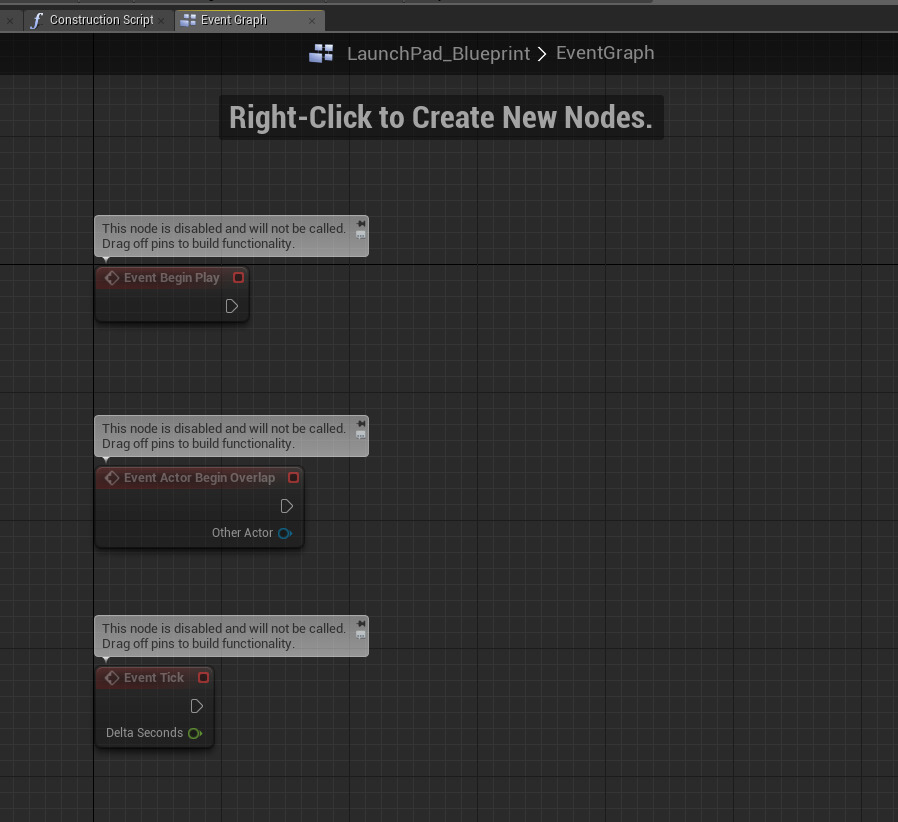 Construction Script
Event Graph
LaunchPad_Blueprint > EventGraph
Right-Click to Create New Nodes.
This node is disabled and will not be called.
Drag off pins to build functionality.
Event Begin Play
This node is disabled and will not be called.
Drag off pins to build functionality.
Event Actor Begin Overlap
Other Actor
This node is disabled and will not be called.
Drag off pins to build functionality.
Event Tick
Delta Seconds